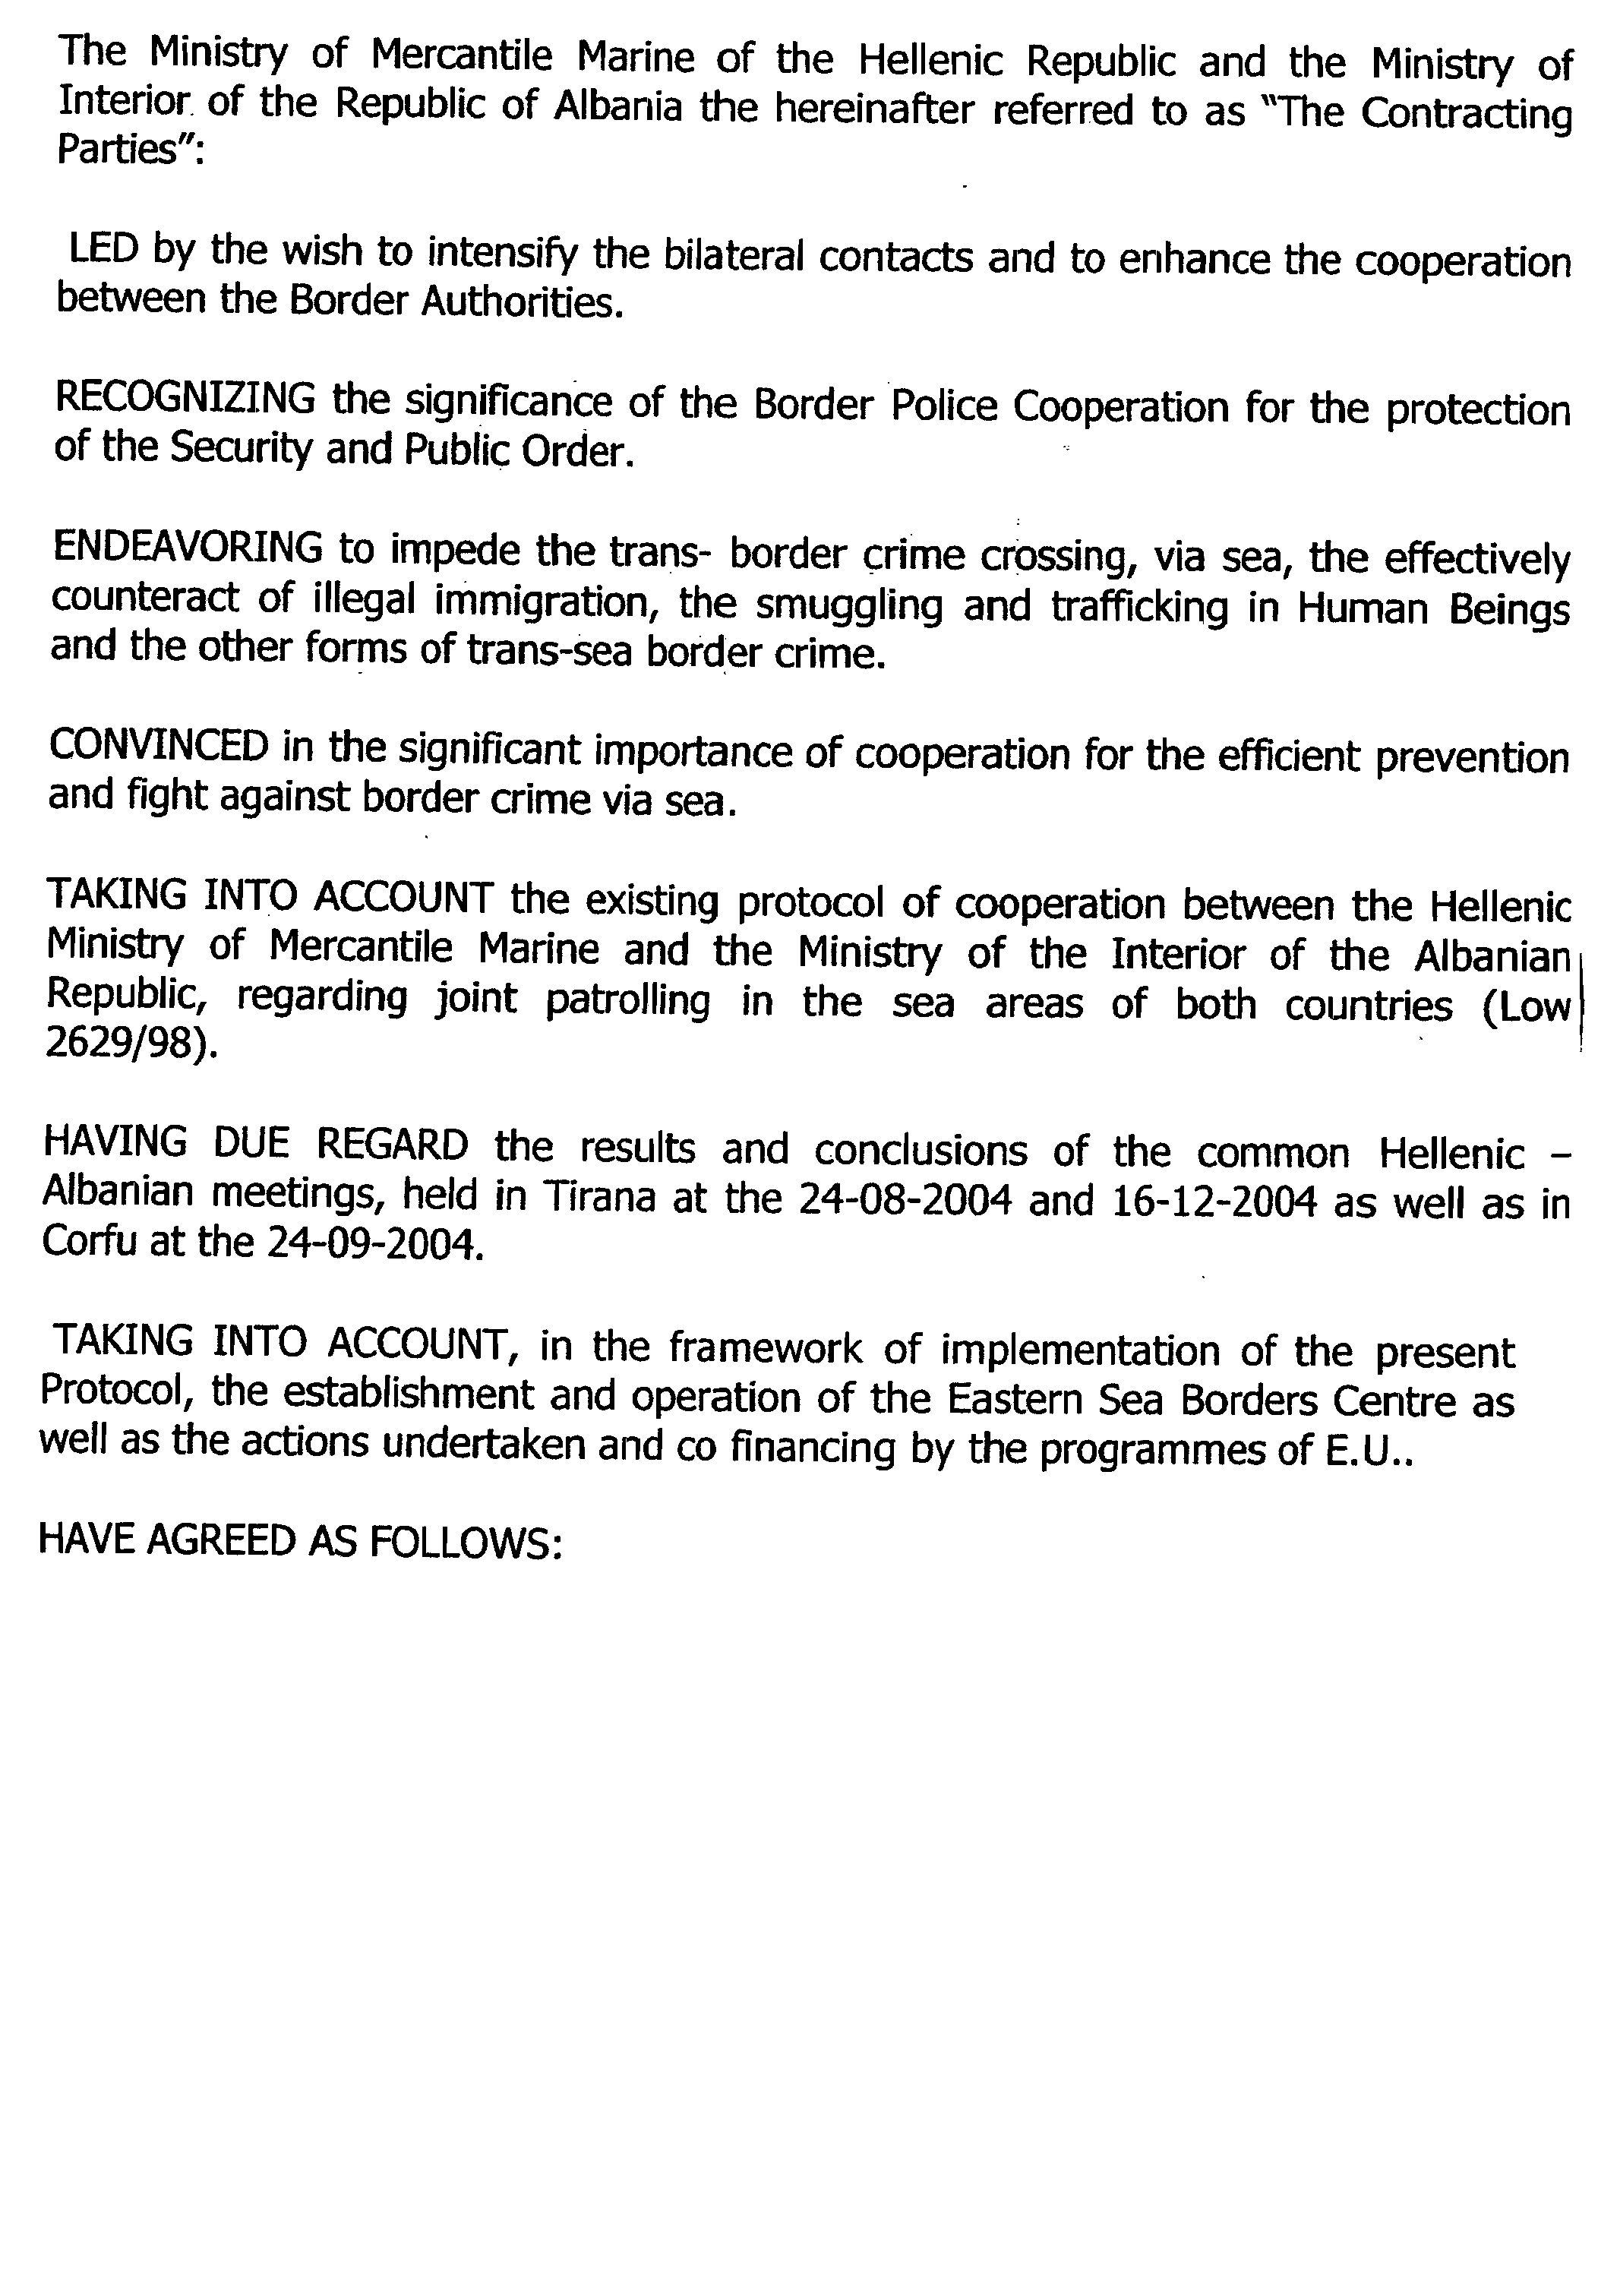 The Ministry of Mercantile Marine of the Hellenic Republic and the Ministry of
Interior of the Republic of Albania the hereinafter referred to as "The Contracting
Parties":
LED by the wish to intensify the bilateral contacts and to enhance the cooperation
between the Border Authorities.
RECOGNIZING the significance of the Border Police Cooperation for the protection
of the Security and Public Order.
ENDEAVORING to impede the trans- border crime crossing, via sea, the effectively
counteract of illegal immigration, the smuggling and trafficking in Human Beings
and the other forms of trans-sea border crime.
CONVINCED in the significant importance of cooperation for the efficient prevention
and fight against border crime via sea.
TAKING INTO ACCOUNT the existing protocol of cooperation between the Hellenic
Ministry of Mercantile Marine and the Ministry of the Interior of the Albanian
Republic, regarding joint patrolling in the sea areas of both countries (Low
2629/98).
HAVING DUE REGARD the results and conclusions of the common Hellenic –
Albanian meetings, held in Tirana at the 24-08-2004 and 16-12-2004 as well as in
Corfu at the 24-09-2004.
TAKING INTO ACCOUNT, in the framework of implementation of the present
Protocol, the establishment and operation of the Eastern Sea Borders Centre as
well as the actions undertaken and co financing by the programmes of E.U..
HAVE AGREED AS FOLLOWS: